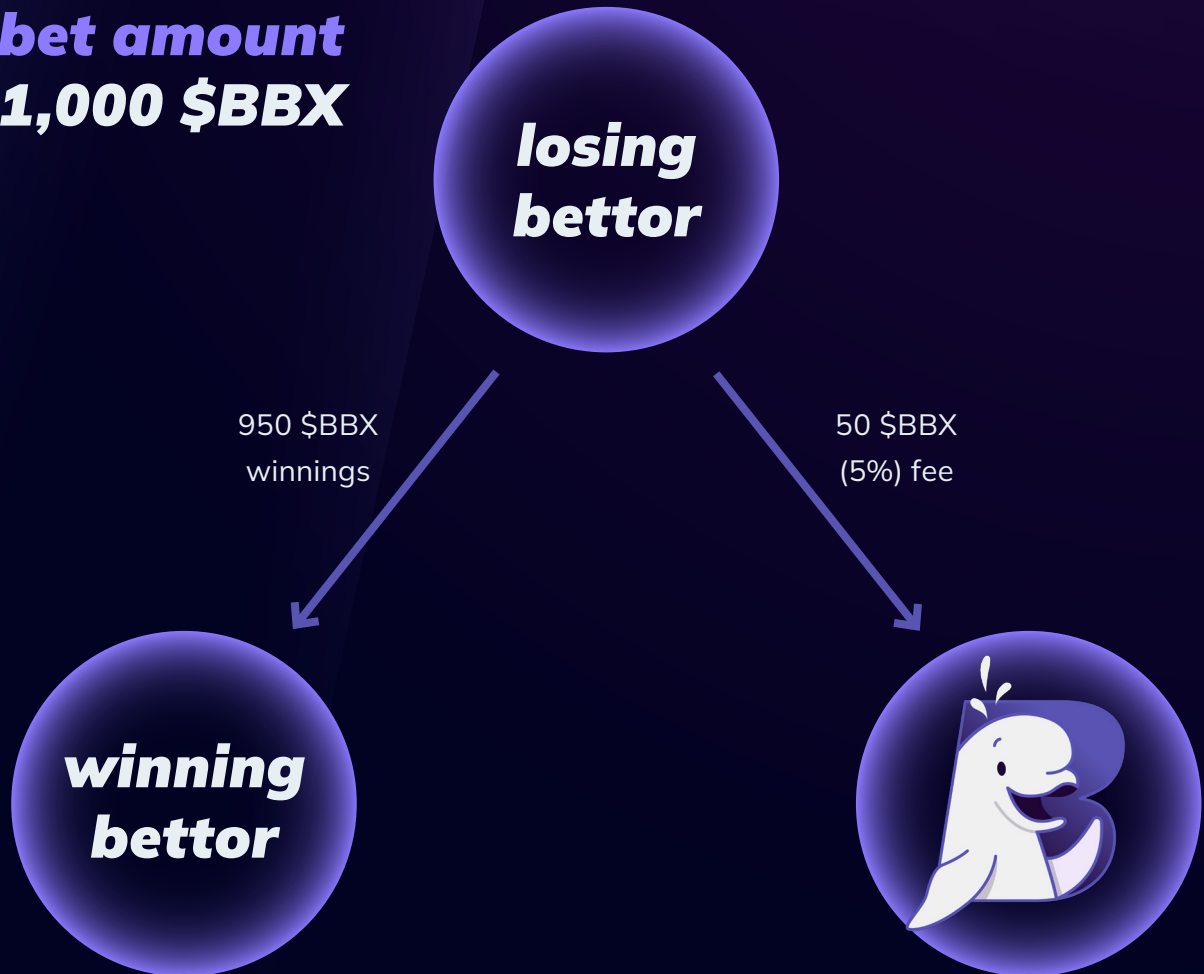 bet amount
1,000 $BBX
losing
bettor
950 $BBX
winnings
50 $BBX
(5%) fee
winning
bettor
B